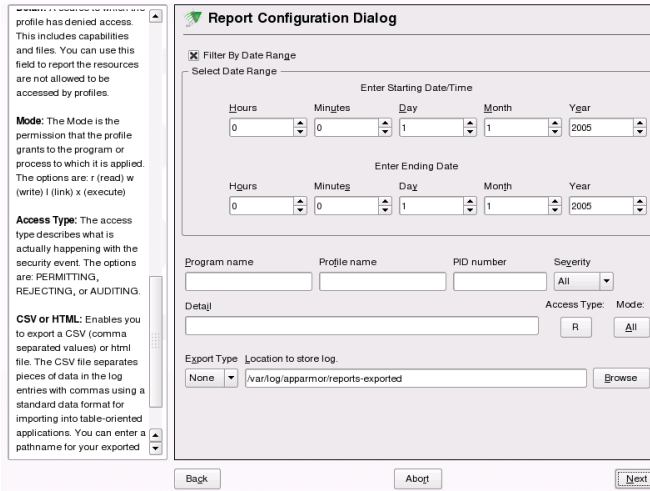 Detail: A source to which the
profile has denied access.
This includes capabilities
and files. You can use this
field to report the resources
are not allowed to be
accessed by profiles.
Mode: The Mode is the
permission that the profile
grants to the program or
process to which it is applied.
The options are: r (read) w
(write) l (link) x (execute)
Access Type: The access
type describes what is
actually happening with the
security event. The options
are: PERMITTING,
REJECTING, or AUDITING.
CSV or HTML: Enables you
to export a CSV (comma
separated values) or html
file. The CSV file separates
pieces of data in the log
entries with commas using a
standard data format for
importing into table-oriented
applications. You can enter a
pathname for your exported
Report Configuration Dialog
Filter By Date Range
Select Date Range
Enter Starting Date/Time
Hours Minutes Day Month Year
0 0 1 1 2005
Enter Ending Date
Hours Minutes Day Month Year
0 0 1 1 2005
Program name Profile name PID number Severity
All
Detail Access Type: Mode:
R All
Export Type Location to store log.
None /var/log/apparmor/reports-exported Browse
Back Abort Next